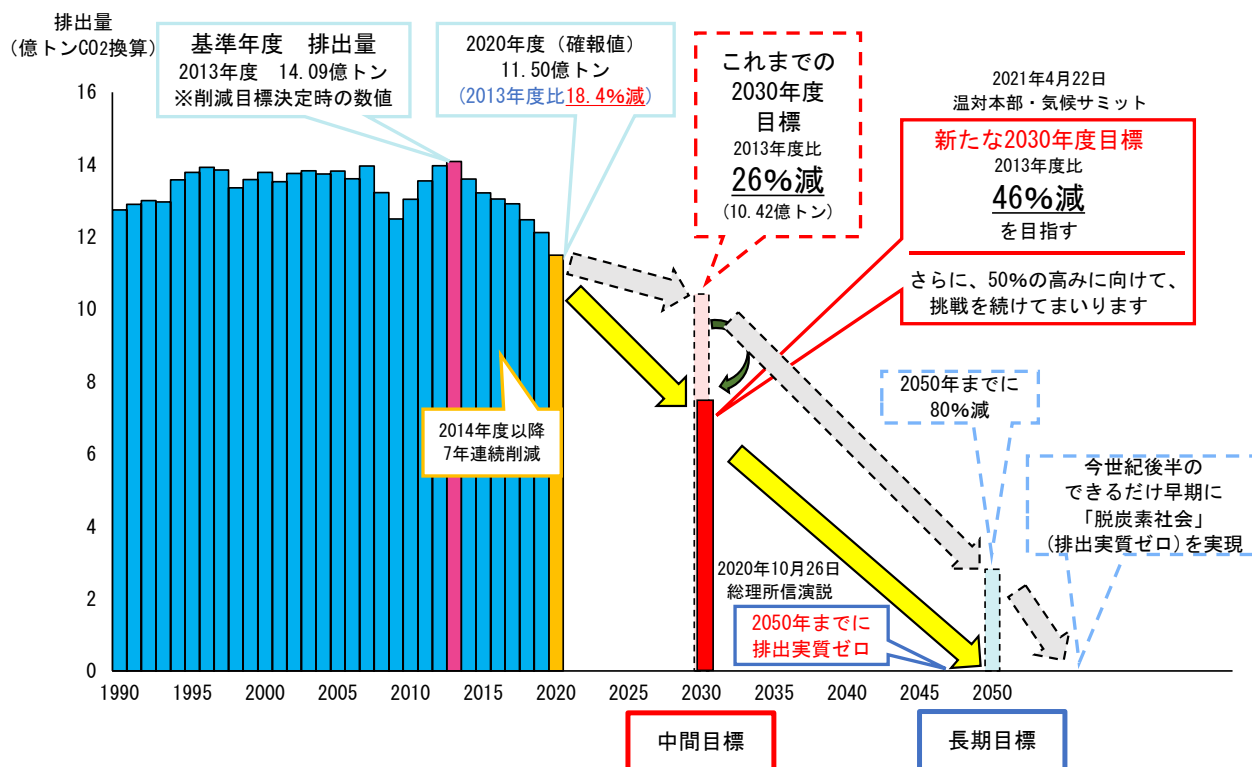 排出量
（億トンCO2換算）
基準年度　排出量
2013年度　14.09億トン
※削減目標決定時の数値
2020年度（確報値）
11.50億トン
（2013年度比18.4%減）
これまでの
2030年度
目標
2013年度比
26%減
（10.42億トン）
2021年4月22日
温対本部・気候サミット
新たな2030年度目標
2013年度比
46%減
を目指す
さらに、50%の高みに向けて、
挑戦を続けてまいります
2014年度以降
7年連続削減
2050年までに
80%減
今世紀後半の
できるだけ早期に
「脱炭素社会」
(排出実質ゼロ)を実現
2020年10月26日
総理所信演説
2050年までに
排出実質ゼロ
16
14
12
10
8
6
4
2
0
1990 1995 2000 2005 2010 2015 2020 2025 2030 2035 2040 2045 2050
中間目標
長期目標